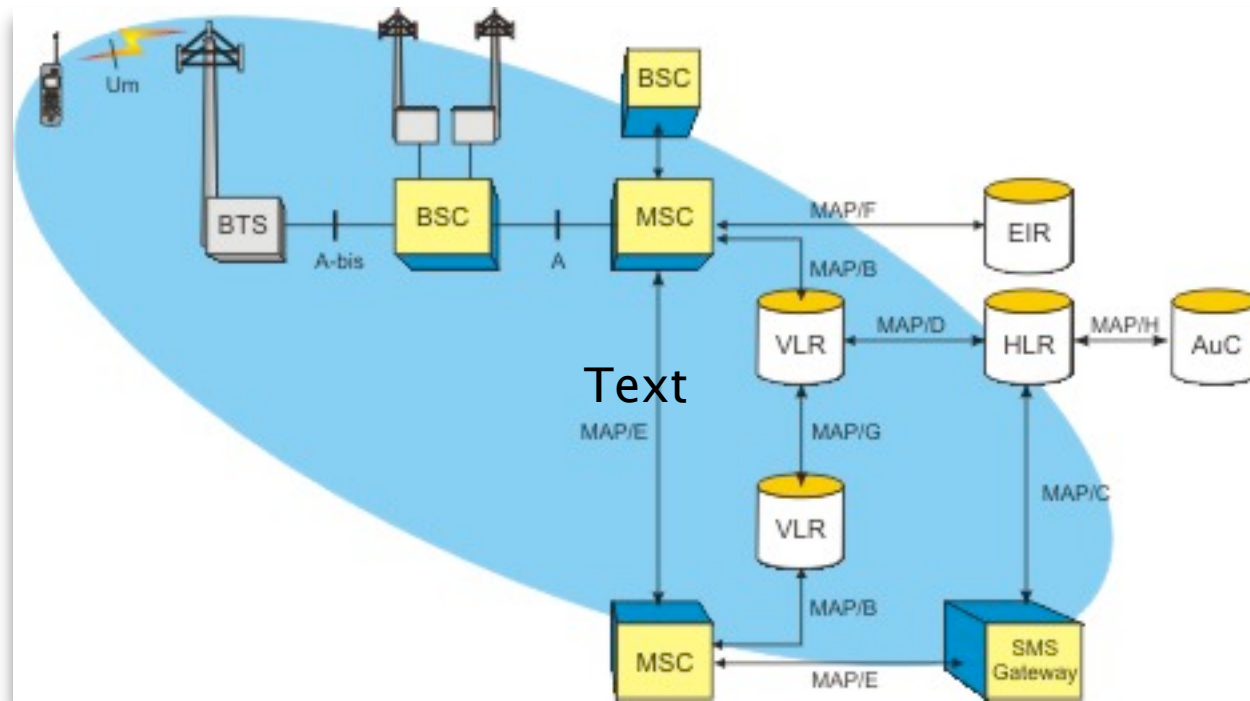 BSC
Um
BSC
MSC
MAP/F
BTS
EIR
A-bis
A
MAP/B
MAP/D
MAP/H
VLR
HLR
AuC
Text
MAP/E
MAP/G
MAP/C
VLR
MAP/B
SMS
Gateway
MSC
MAP/E